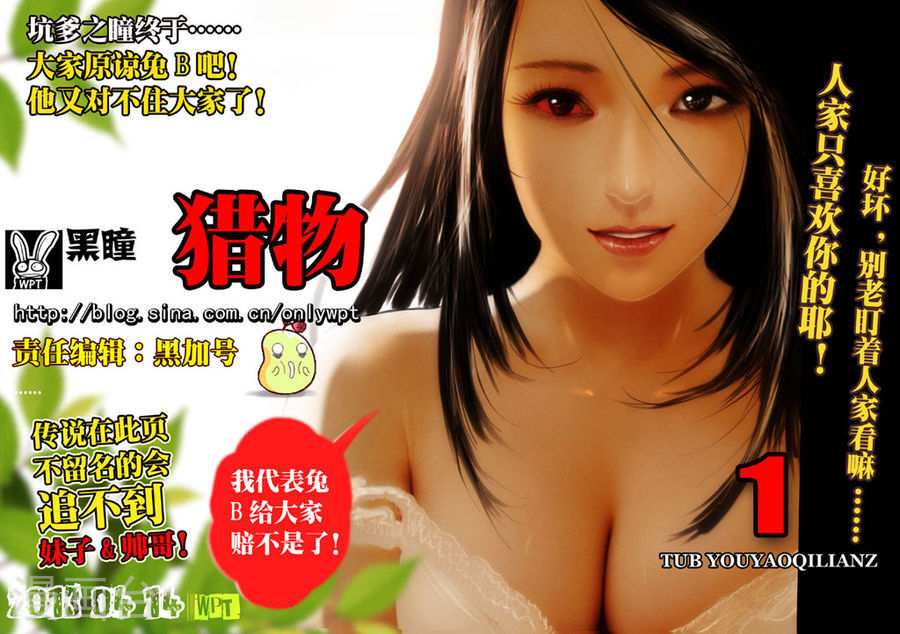 坑爹之瞳终于……
大家原谅兔B吧！
他又对不住大家了！
黑瞳
WPT
猎物
http://blog.sina.com.cn/onlywpt
责任编辑：黑加号
……
传说在此页
不留名的会
追不到
妹子&帅哥！
我代表兔
B给大家
赔不是了！
好坏，别老盯着人家看嘛……
人家只喜欢你的耶！
1
TUB YOUYAOQILIANZ
漫画台
WPT